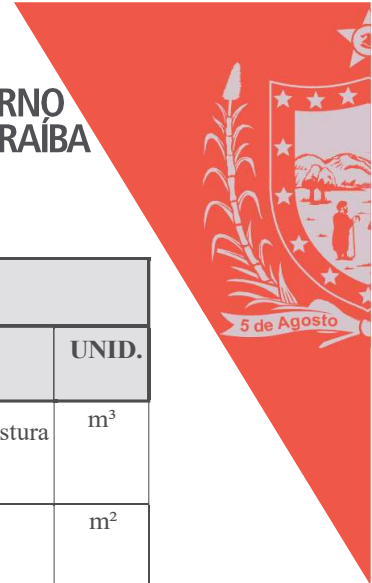 RNO
RAÍBA
5 de Agosto
UNID.
stura m³
m²